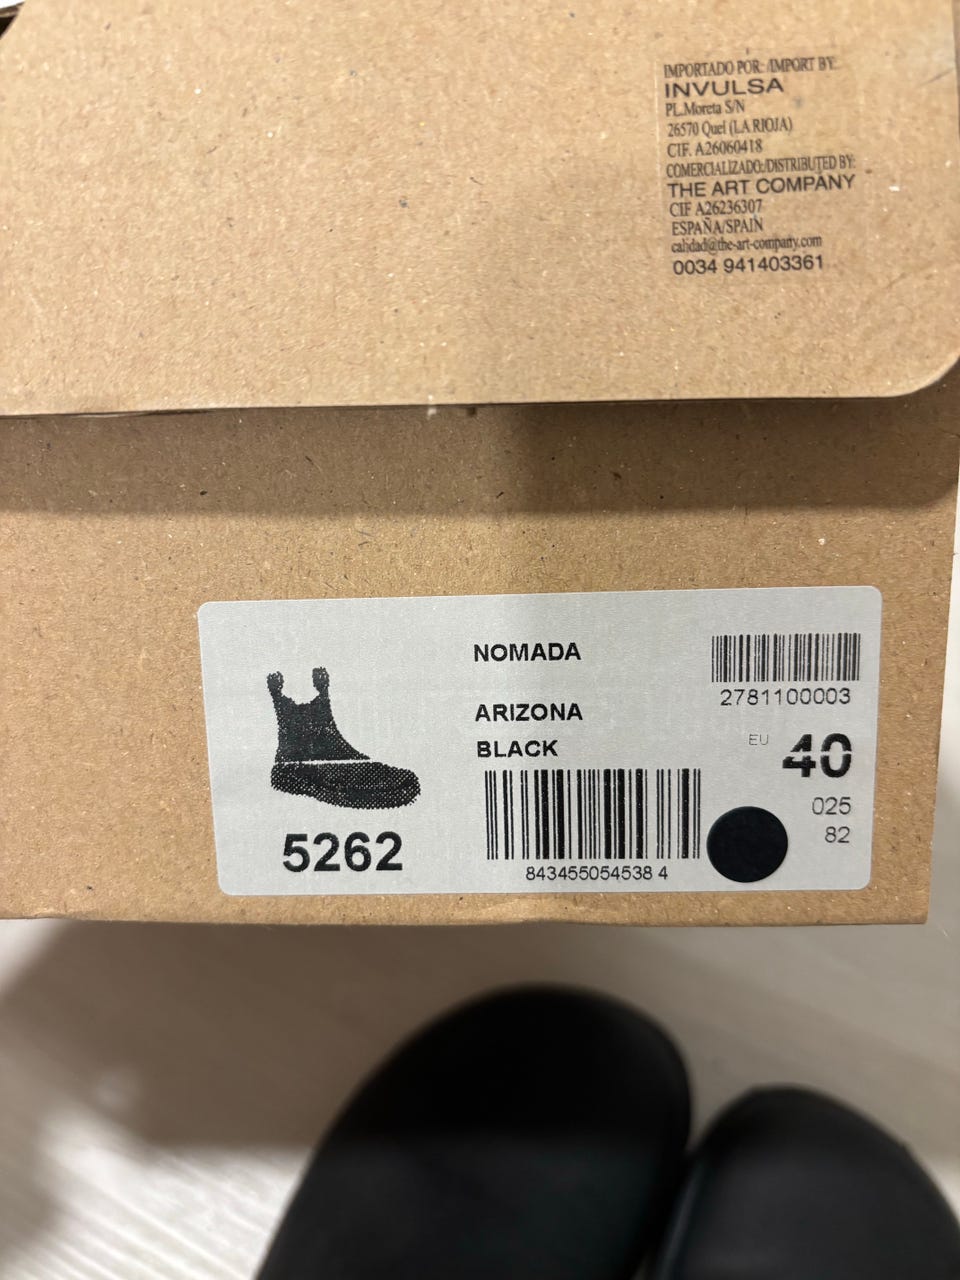 IMPORTADO POR: /IMPORT BY:
INVULSA
PL.Moreta S/N
26570 Quel (LA RIOJA)
CIF. A26060418
COMERCIALIZADO:/DISTRIBUTED BY:
THE ART COMPANY
CIF A26236307
ESPAÑA/SPAIN
calidad@the-art-company.com
0034 941403361
NOMADA
2781100003
ARIZONA
BLACK
EU 40
025
82
5262
843455054538 4